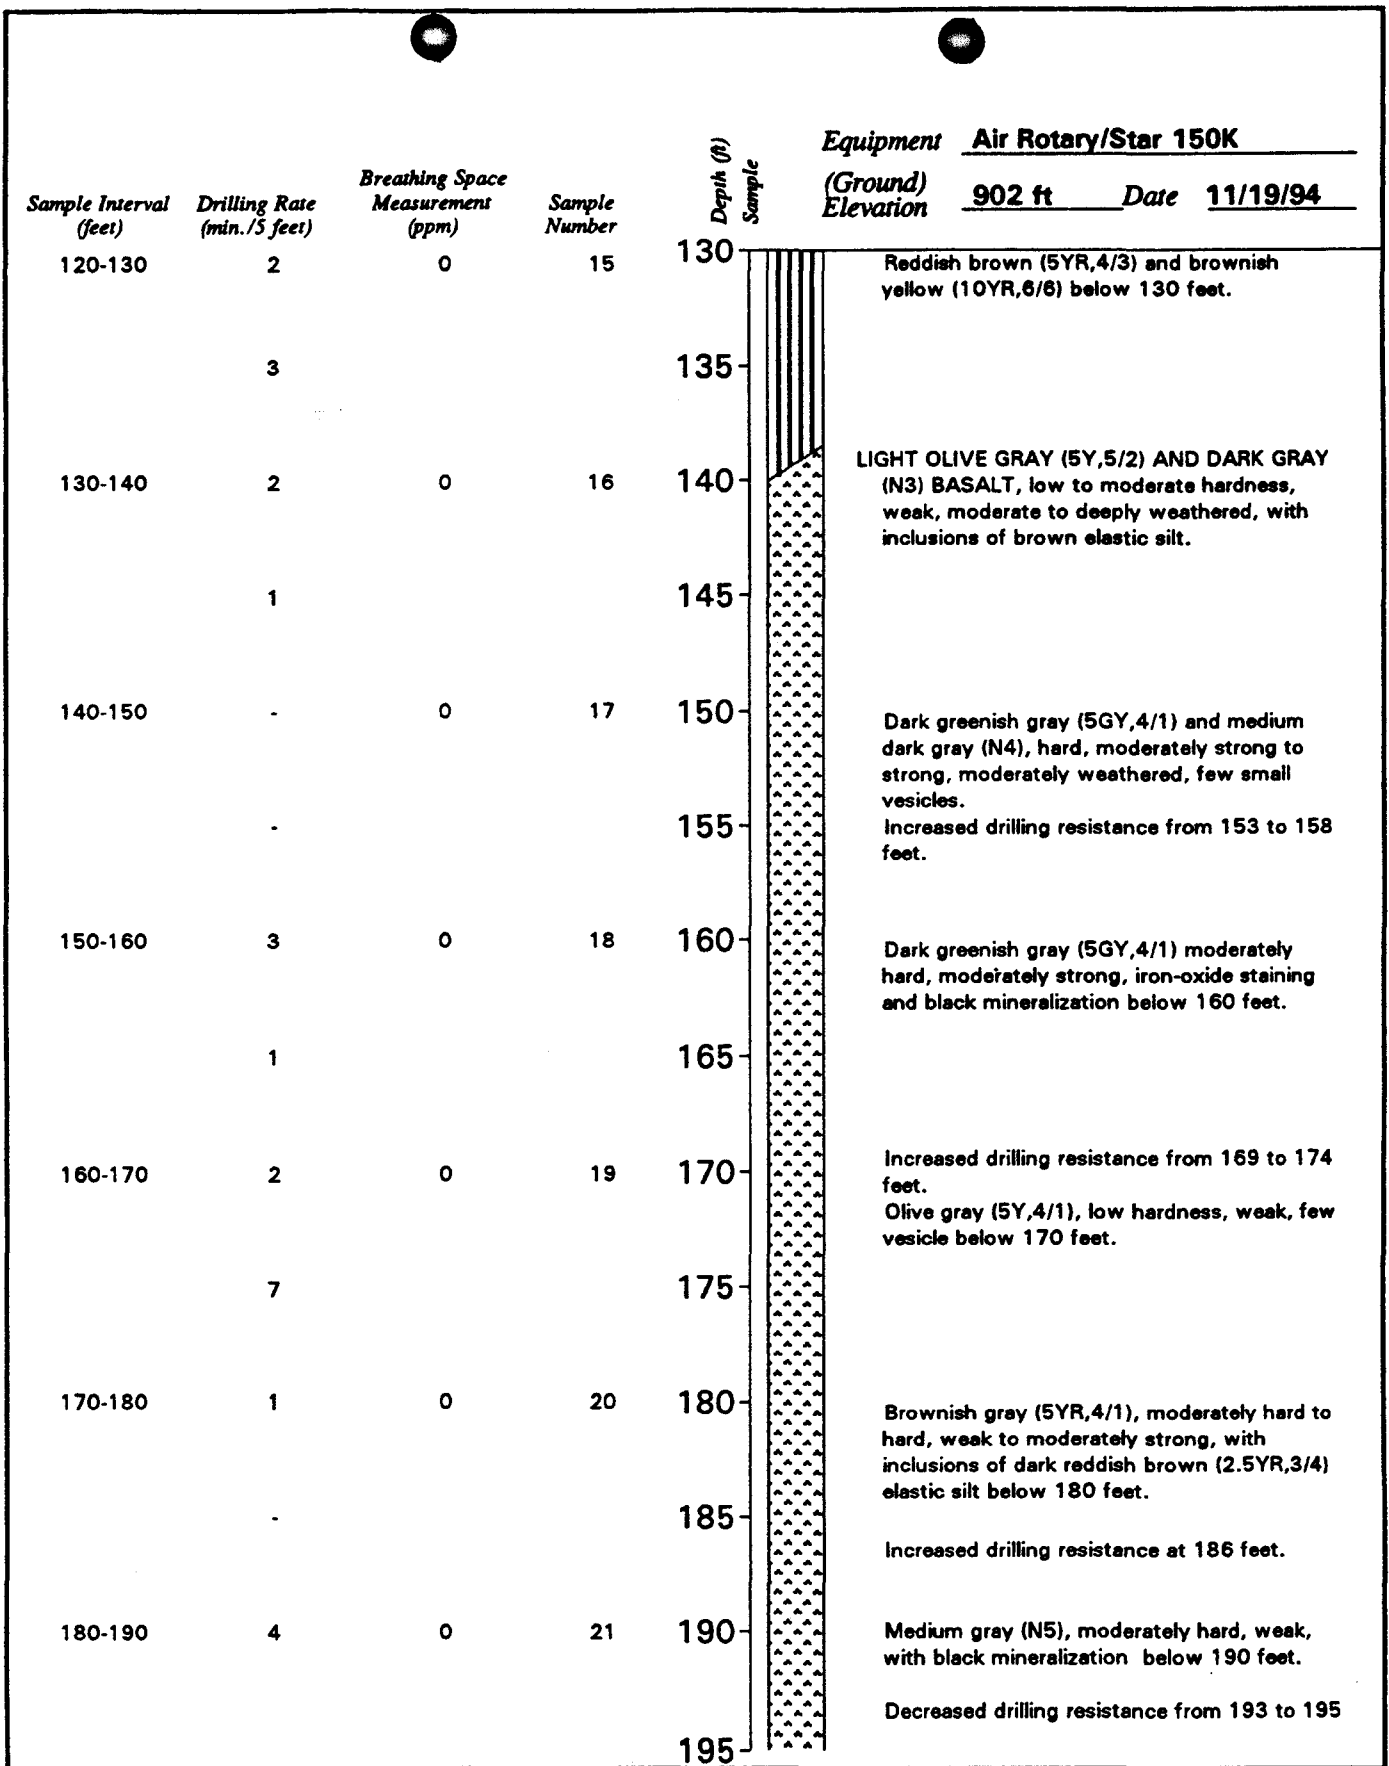 Equipment Air Rotary/Star 150K
(Ground)
Elevation 902 ft Date 11/19/94
Sample Interval
(feet)
Drilling Rate
(min./5 feet)
Breathing Space
Measurement
(ppm)
Sample
Number
Depth (ft)
Sample
120-130 2 0 15 130 Reddish brown (5YR,4/3) and brownish
yellow (10YR,6/6) below 130 feet.
3 135
LIGHT OLIVE GRAY (5Y,5/2) AND DARK GRAY
130-140 2 0 16 140 (N3) BASALT, low to moderate hardness,
weak, moderate to deeply weathered, with
inclusions of brown elastic silt.
1 145
140-150 - 0 17 150 Dark greenish gray (5GY,4/1) and medium
dark gray (N4), hard, moderately strong to
strong, moderately weathered, few small
vesicles.
- 155 Increased drilling resistance from 153 to 158
feet.
150-160 3 0 18 160 Dark greenish gray (5GY,4/1) moderately
hard, moderately strong, iron-oxide staining
and black mineralization below 160 feet.
1 165
Increased drilling resistance from 169 to 174
160-170 2 0 19 170 feet.
Olive gray (5Y,4/1), low hardness, weak, few
vesicle below 170 feet.
7 175
170-180 1 0 20 180 Brownish gray (5YR,4/1), moderately hard to
hard, weak to moderately strong, with
inclusions of dark reddish brown (2.5YR,3/4)
elastic silt below 180 feet.
- 185
Increased drilling resistance at 186 feet.
180-190 4 0 21 190 Medium gray (N5), moderately hard, weak,
with black mineralization below 190 feet.
Decreased drilling resistance from 193 to 195
195